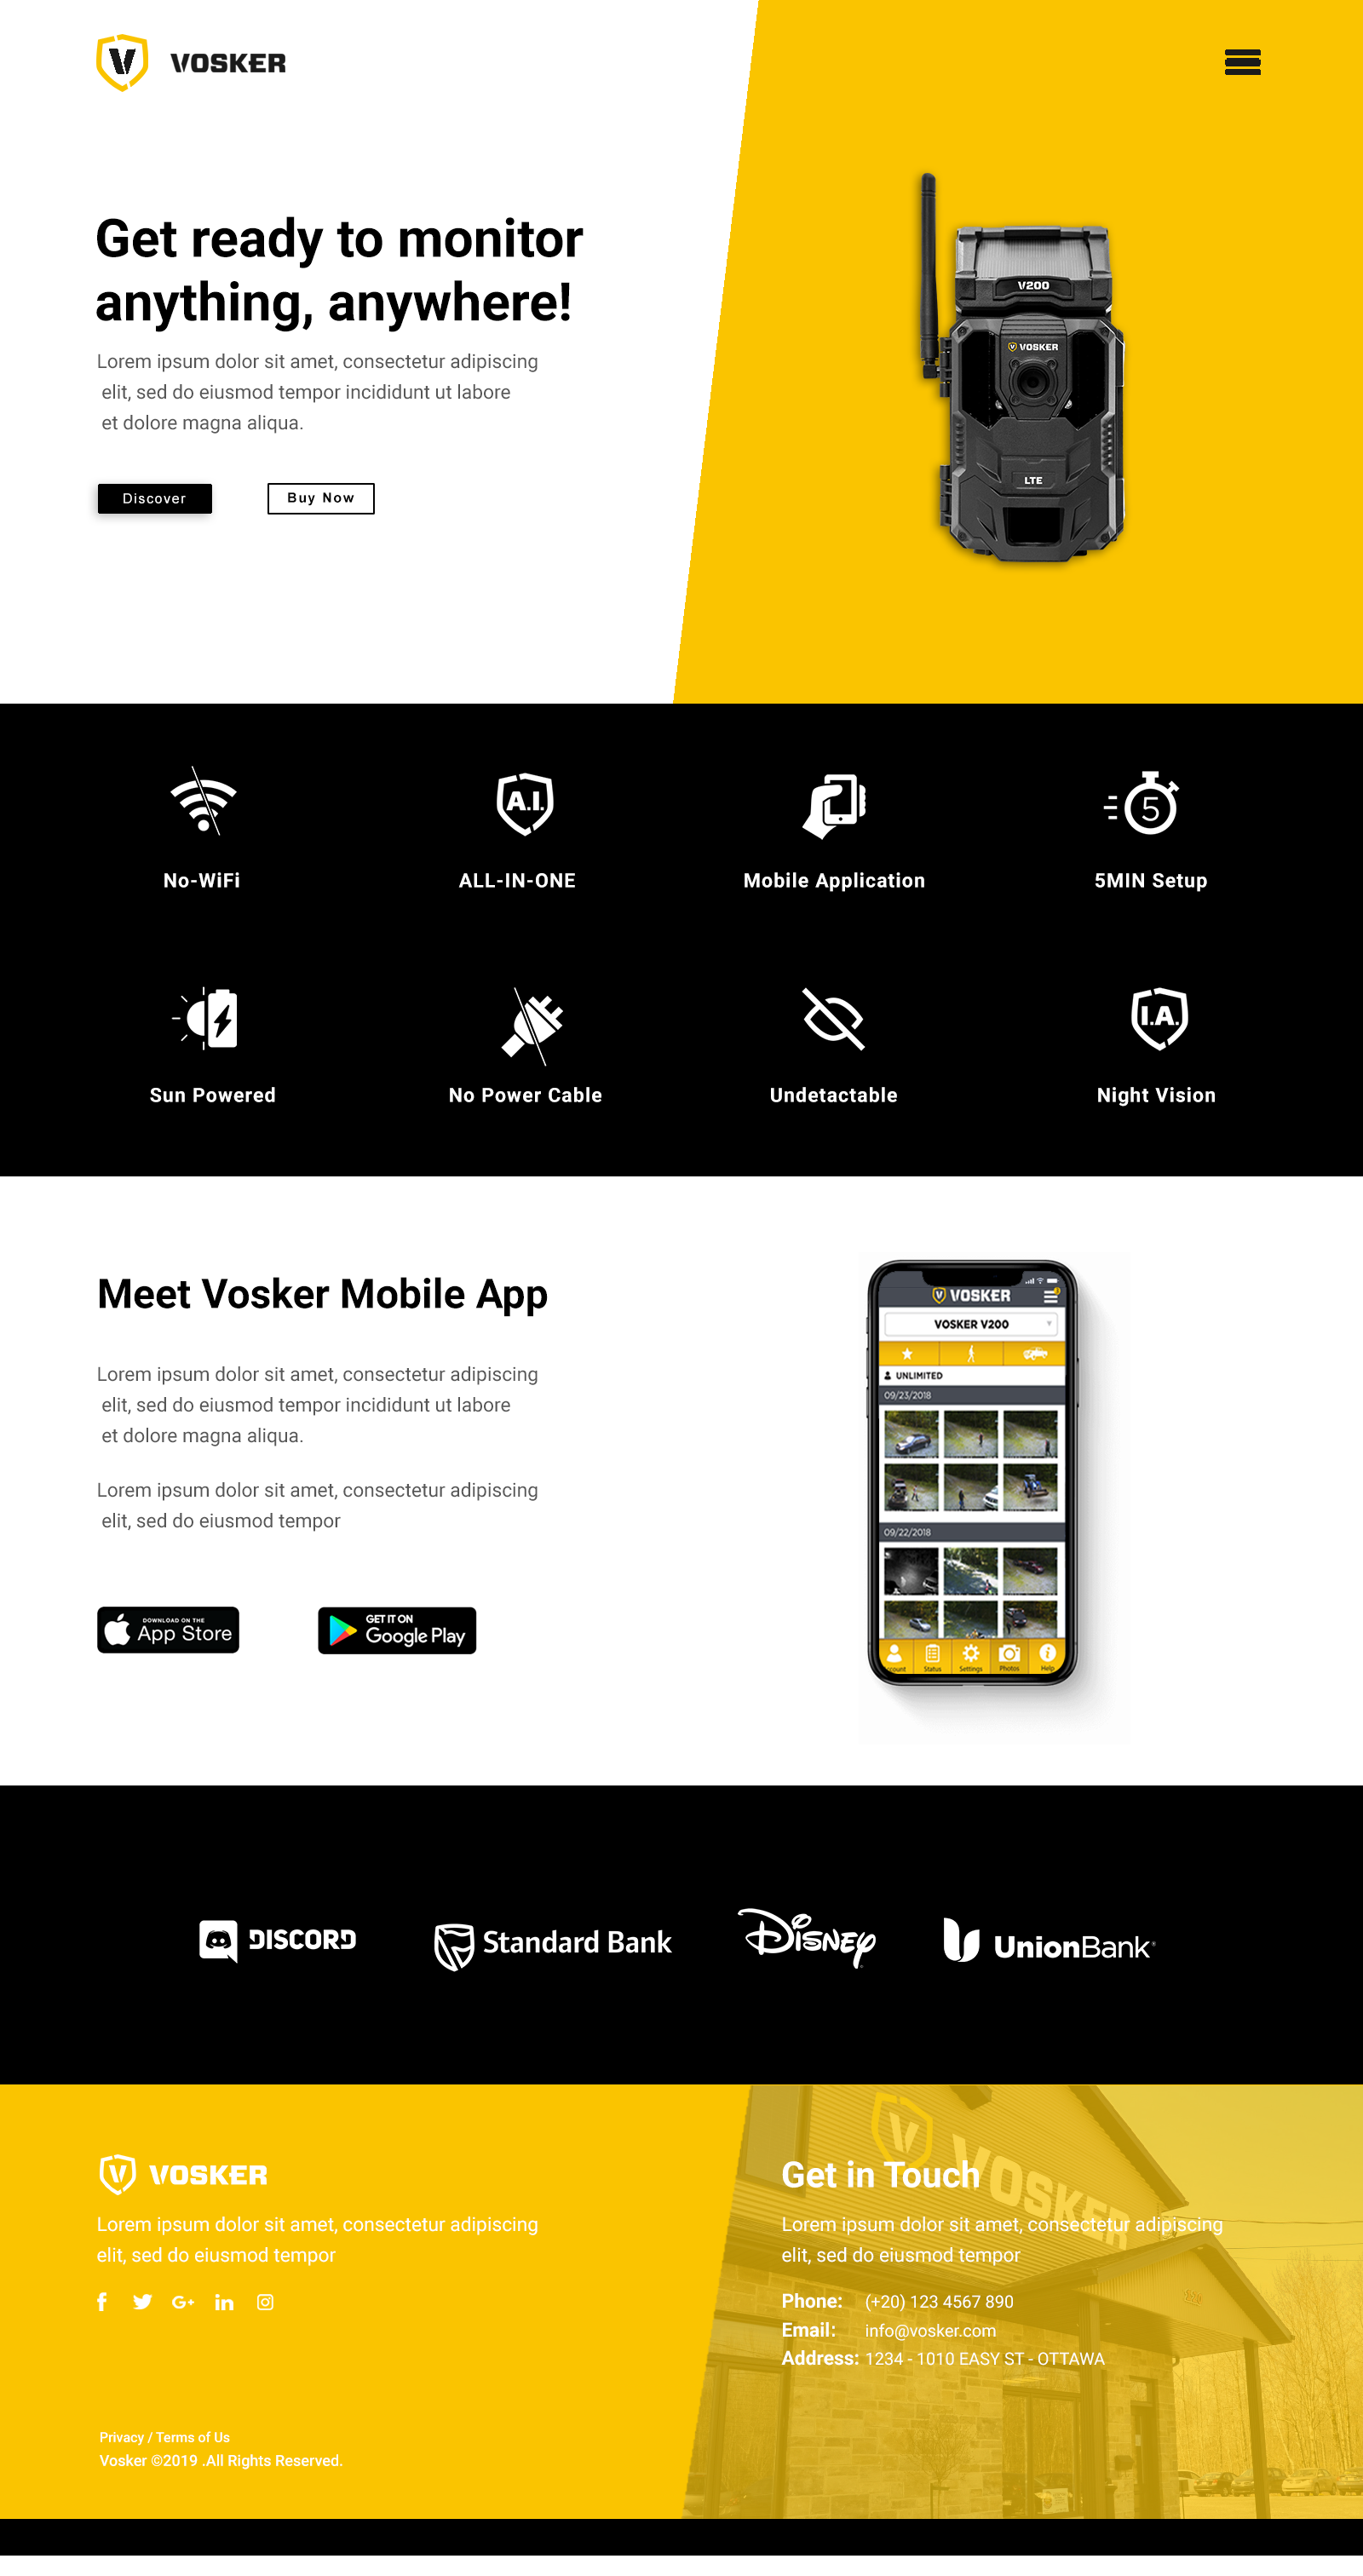 V VOSKER
Get ready to monitor
anything, anywhere!
Lorem ipsum dolor sit amet, consectetur adipiscing
elit, sed do eiusmod tempor incididunt ut labore
et dolore magna aliqua.
Discover
Buy Now
V200
VOSKER
LTE
A.I.
5
No-WiFi
ALL-IN-ONE
Mobile Application
5MIN Setup
I.A.
Sun Powered
No Power Cable
Undetactable
Night Vision
Meet Vosker Mobile App
Lorem ipsum dolor sit amet, consectetur adipiscing
elit, sed do eiusmod tempor incididunt ut labore
et dolore magna aliqua.
Lorem ipsum dolor sit amet, consectetur adipiscing
elit, sed do eiusmod tempor
DOWNLOAD ON THE
App Store
GET IT ON
Google Play
V VOSKER
VOSKER V200
UNLIMITED
09/23/2018
09/22/2018
ccount Status Settings Photos Help
DISCORD
Standard Bank
Disney
UnionBank
V VOSKER
Lorem ipsum dolor sit amet, consectetur adipiscing
elit, sed do eiusmod tempor
f G+ in
Privacy / Terms of Us
Vosker ©2019 .All Rights Reserved.
V VOSKER
Get in Touch
Lorem ipsum dolor sit amet, consectetur adipiscing
elit, sed do eiusmod tempor
Phone: (+20) 123 4567 890
Email: info@vosker.com
Address: 1234 - 1010 EASY ST - OTTAWA